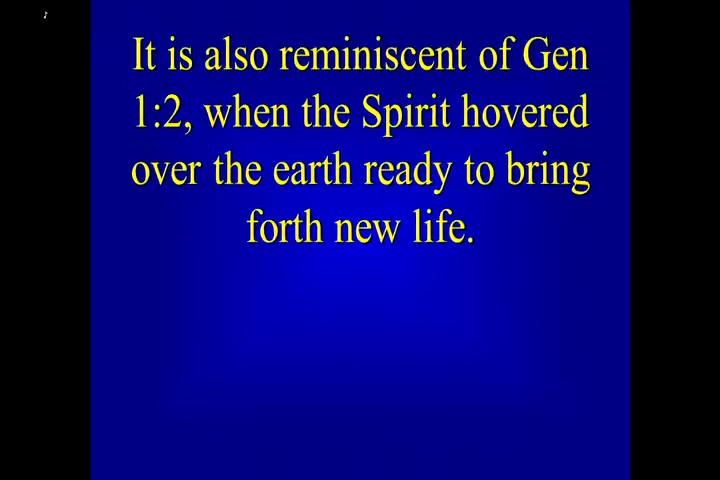 It is also reminiscent of Gen
1:2, when the Spirit hovered
over the earth ready to bring
forth new life.